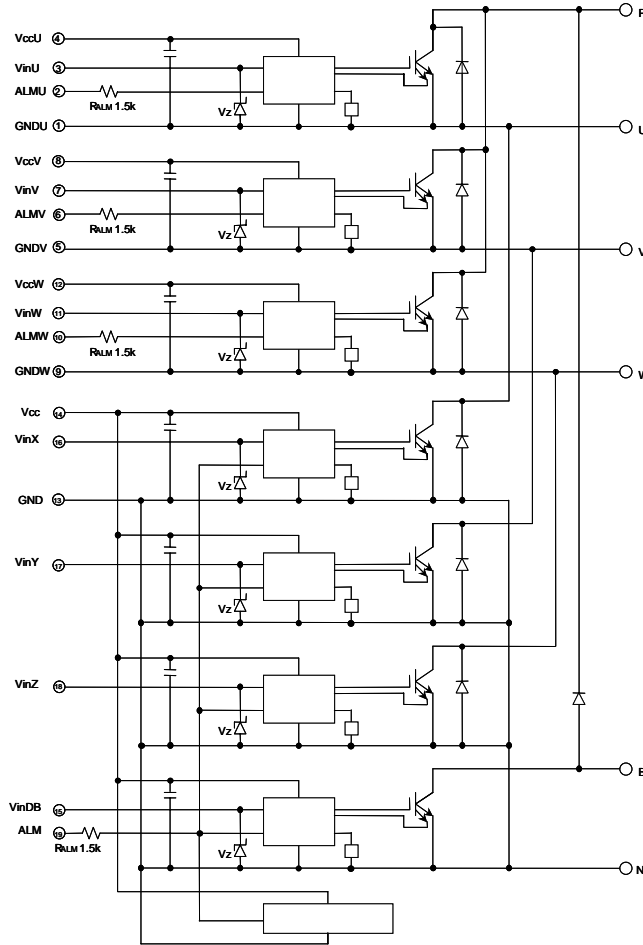 VccU 4
P
VinU 3
ALMU 2
RALM 1.5k
Vz
GNDU 1
U
VccV 8
VinV 7
ALMV 6
RALM 1.5k
Vz
GNDV 5
V
VccW 12
VinW 11
ALMW 10
RALM 1.5k
Vz
GNDW 9
W
Vcc 14
VinX 16
Vz
GND 13
VinY 17
Vz
VinZ 18
Vz
B
VinDB 15
ALM 19
RALM 1.5k
Vz
N